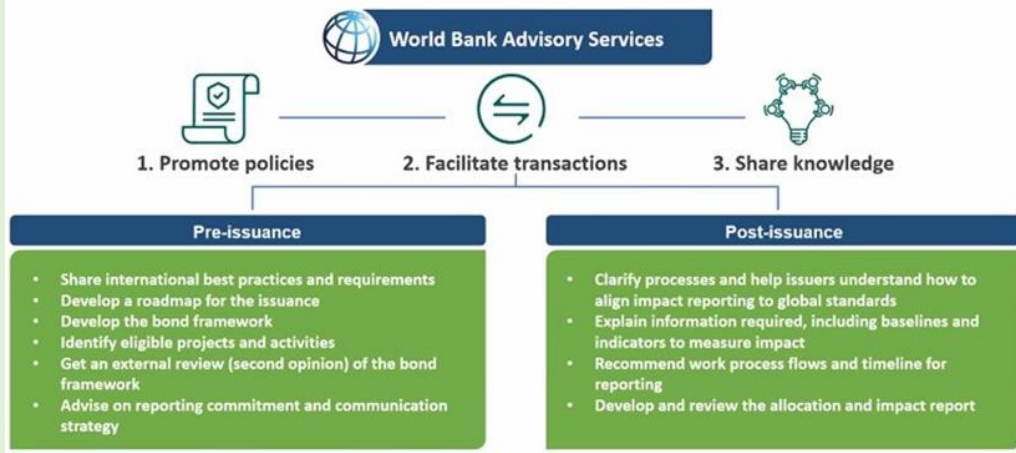 World Bank Advisory Services
1. Promote policies
2. Facilitate transactions
3. Share knowledge
Pre-issuance
• Share international best practices and requirements
• Develop a roadmap for the issuance
• Develop the bond framework
• Identify eligible projects and activities
• Get an external review (second opinion) of the bond
framework
• Advise on reporting commitment and communication
strategy
Post-issuance
• Clarify processes and help issuers understand how to
align impact reporting to global standards
• Explain information required, including baselines and
indicators to measure impact
• Recommend work process flows and timeline for
reporting
• Develop and review the allocation and impact report